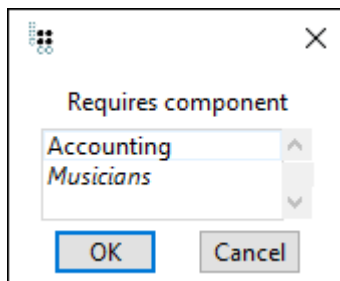 Requires component
Accounting
Musicians
OK
Cancel